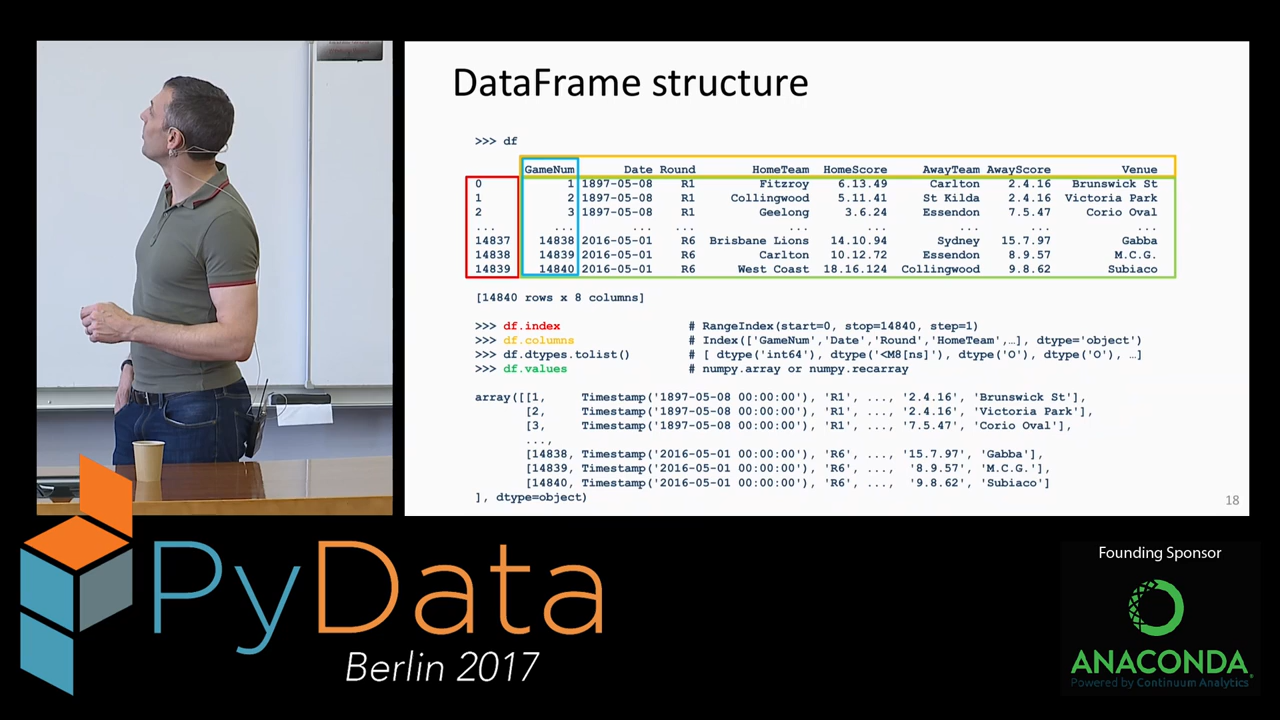 DataFrame structure
>>> df
GameNum Date Round HomeTeam HomeScore AwayTeam AwayScore Venue
0 1 1897-05-08 R1 Fitzroy 6.13.49 Carlton 2.4.16 Brunswick St
1 2 1897-05-08 R1 Collingwood 5.11.41 St Kilda 2.4.16 Victoria Park
2 3 1897-05-08 R1 Geelong 3.6.24 Essendon 7.5.47 Corio Oval
... ... ... ... ... ... ... ... ...
14837 14838 2016-05-01 R6 Brisbane Lions 14.10.94 Sydney 15.7.97 Gabba
14838 14839 2016-05-01 R6 Carlton 10.12.72 Essendon 8.9.57 M.C.G.
14839 14840 2016-05-01 R6 West Coast 18.16.124 Collingwood 9.8.62 Subiaco
[14840 rows x 8 columns]
>>> df.index # RangeIndex(start=0, stop=14840, step=1)
>>> df.columns # Index(['GameNum','Date','Round','HomeTeam',…], dtype='object')
>>> df.dtypes.tolist() # [ dtype('int64'), dtype('<M8[ns]'), dtype('O'), dtype('O'), …]
>>> df.values # numpy.array or numpy.recarray
array([[1, Timestamp('1897-05-08 00:00:00'), 'R1', ..., '2.4.16', 'Brunswick St'],
[2, Timestamp('1897-05-08 00:00:00'), 'R1', ..., '2.4.16', 'Victoria Park'],
[3, Timestamp('1897-05-08 00:00:00'), 'R1', ..., '7.5.47', 'Corio Oval'],
...,
[14838, Timestamp('2016-05-01 00:00:00'), 'R6', ..., '15.7.97', 'Gabba'],
[14839, Timestamp('2016-05-01 00:00:00'), 'R6', ..., '8.9.57', 'M.C.G.'],
[14840, Timestamp('2016-05-01 00:00:00'), 'R6', ..., '9.8.62', 'Subiaco']
], dtype=object)
18
PyData
Berlin 2017
Founding Sponsor
ANACONDA
Powered by Continuum Analytics